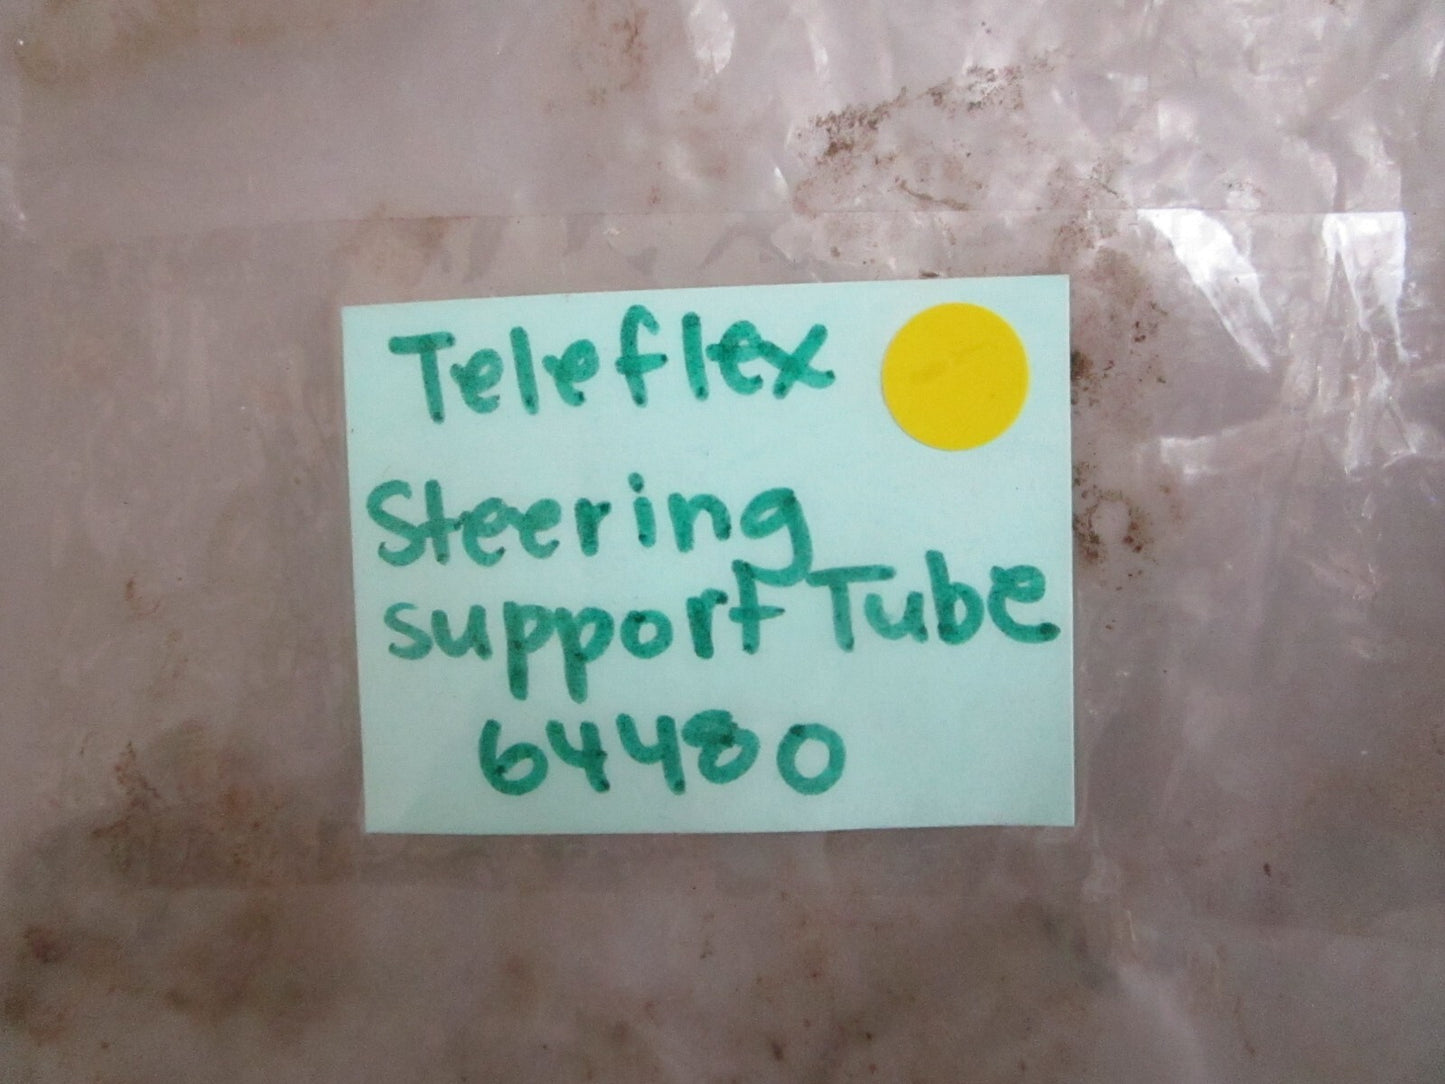 Teleflex
Steering
support Tube
64480